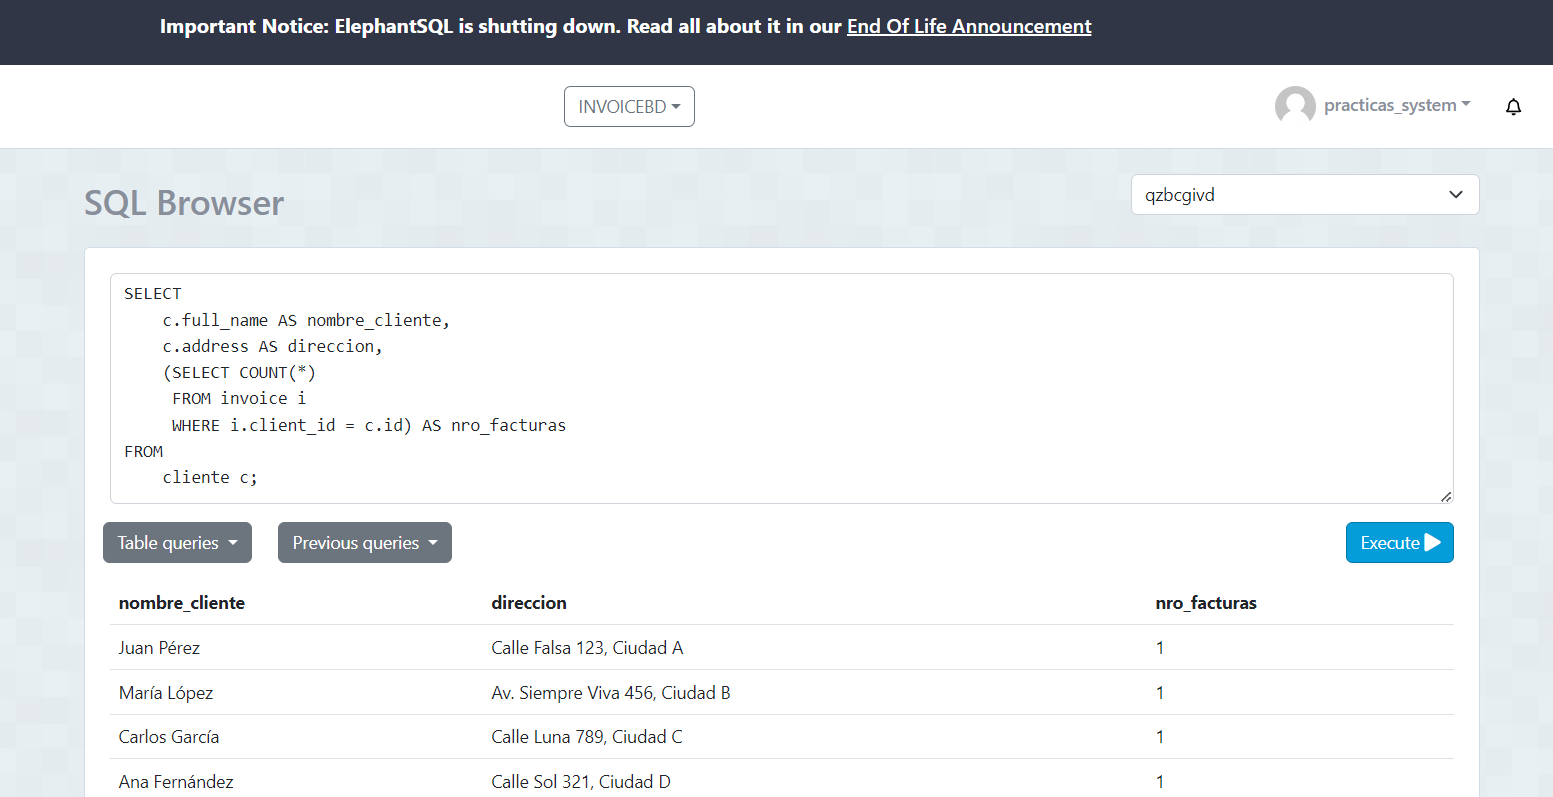 Important Notice: ElephantSQL is shutting down. Read all about it in our End Of Life Announcement
INVOICEBD
practicas_system
SQL Browser
qzbcgivd
SELECT
    c.full_name AS nombre_cliente,
    c.address AS direccion,
    (SELECT COUNT(*)
     FROM invoice i
     WHERE i.client_id = c.id) AS nro_facturas
FROM
    cliente c;
Table queries Previous queries Execute
nombre_cliente direccion nro_facturas
Juan Pérez Calle Falsa 123, Ciudad A 1
María López Av. Siempre Viva 456, Ciudad B 1
Carlos García Calle Luna 789, Ciudad C 1
Ana Fernández Calle Sol 321, Ciudad D 1